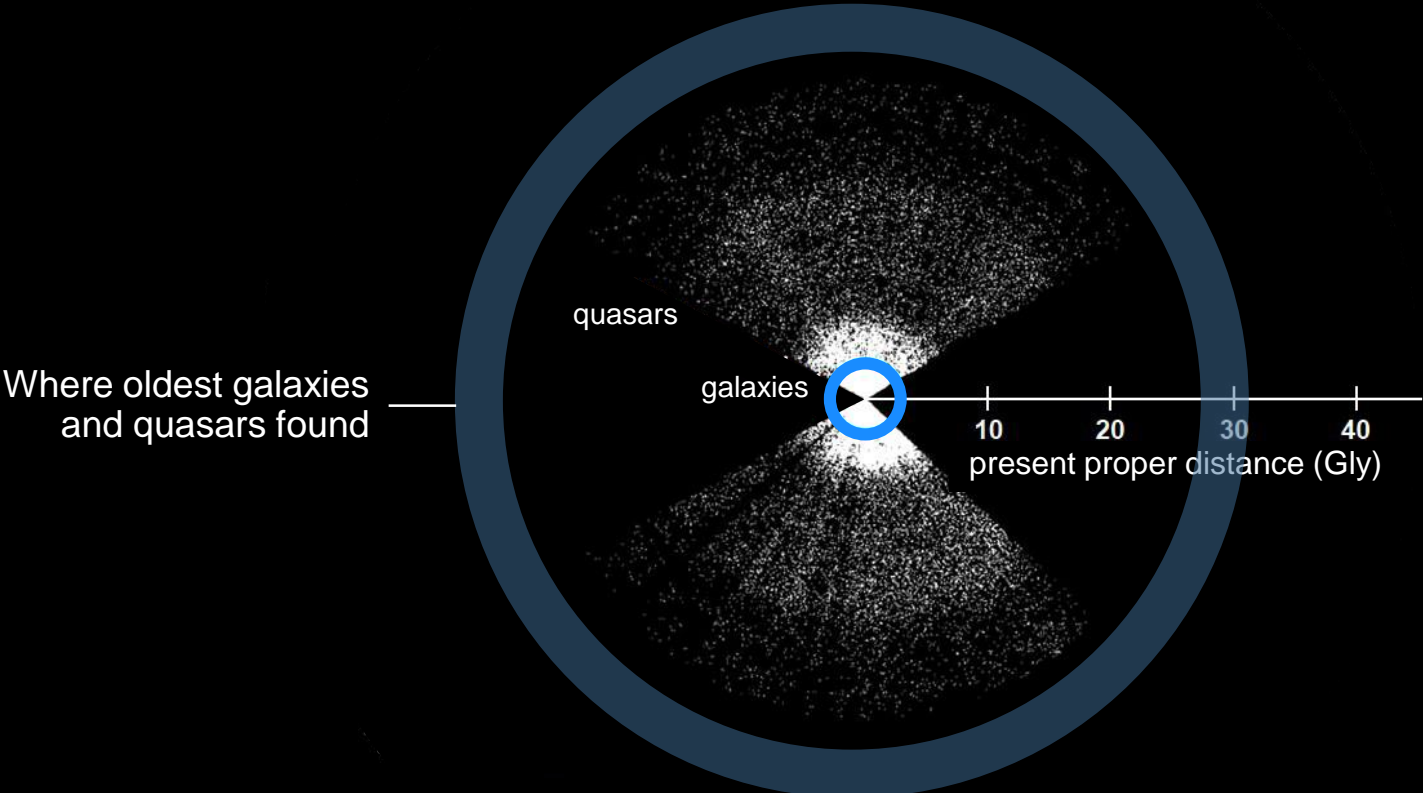 quasars
Where oldest galaxies
and quasars found
galaxies
10 20 30 40
present proper distance (Gly)